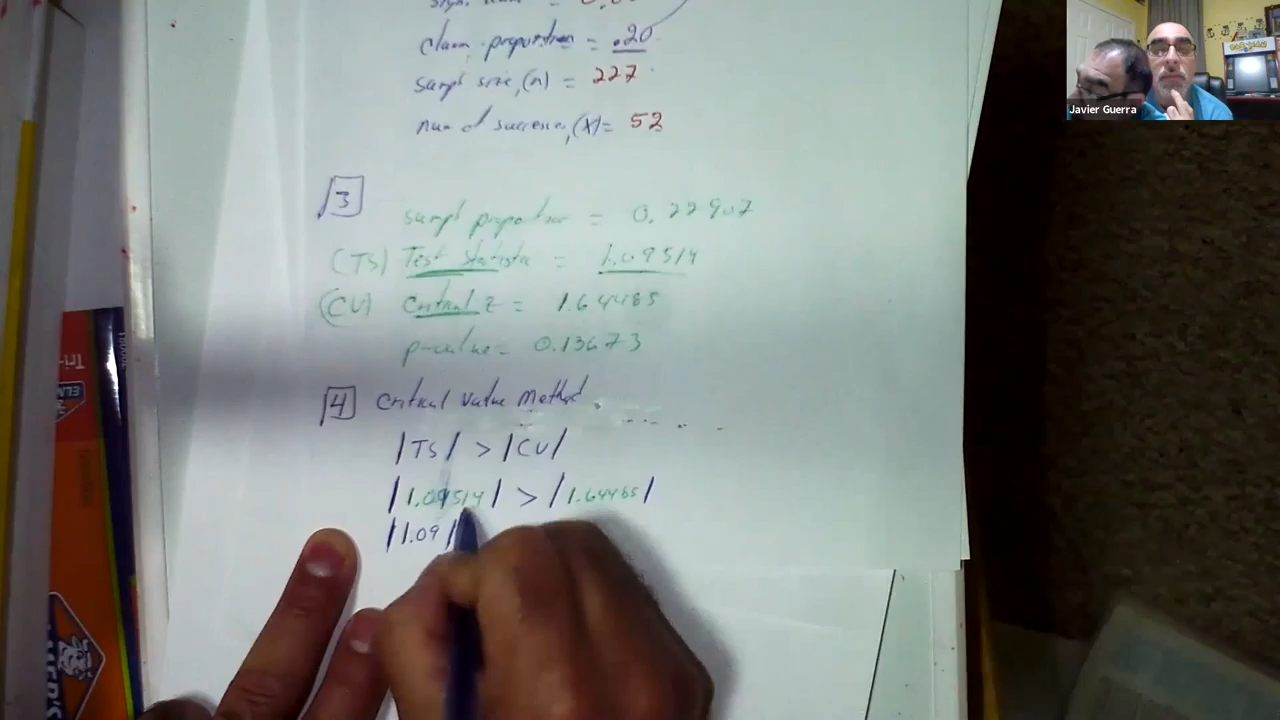 claim proportion = .20
sampl size, (n) = 227
num of successes, (X) = 52
3
sampl proportion = 0.22907
(TS) Test Statistic = 1.09514
(CV) Critical z = 1.64485
p-value = 0.13673
4 Critical Value Method
|TS| > |CV|
|1.09514| > |1.64485|
|1.09|
Javier Guerra